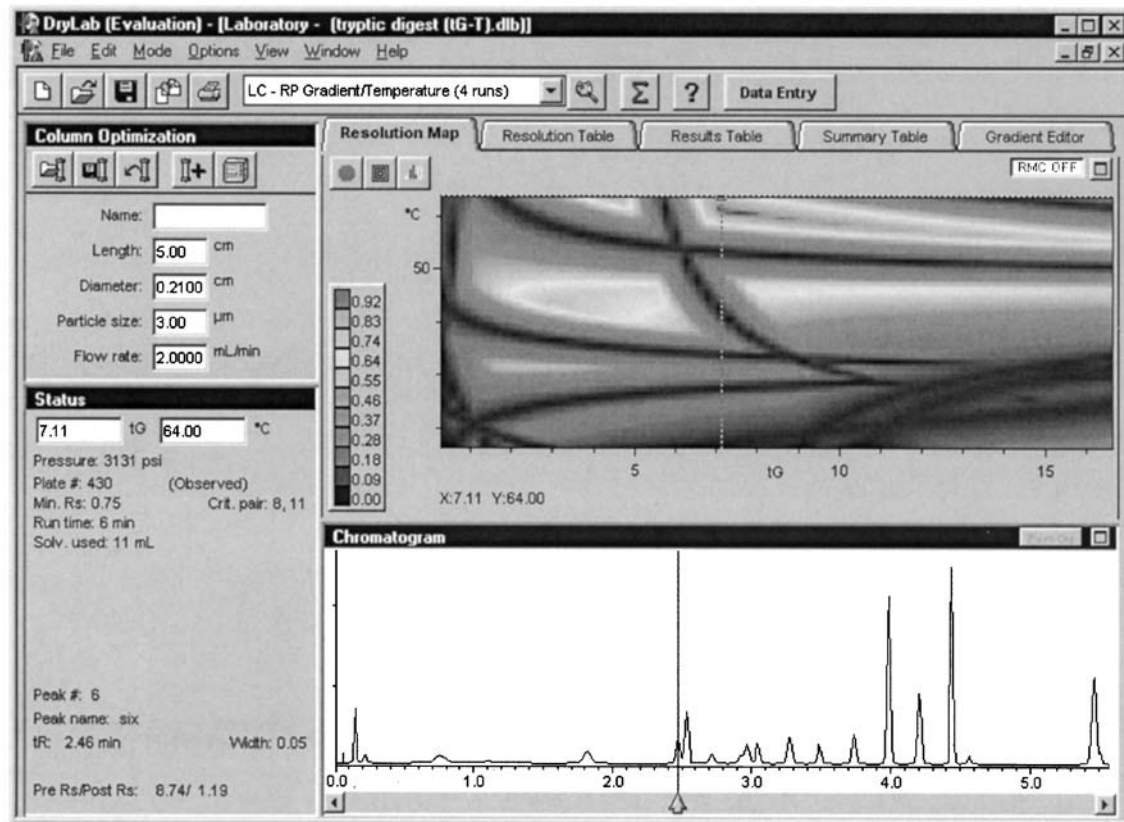 DryLab (Evaluation) - [Laboratory - (tryptic digest (tG-T).dlb)]
File Edit Mode Options View Window Help
LC - RP Gradient/Temperature (4 runs)
Σ ? Data Entry
Column Optimization
Name:
Length: 5.00 cm
Diameter: 0.2100 cm
Particle size: 3.00 µm
Flow rate: 2.0000 mL/min
Status
7.11 tG 64.00 °C
Pressure: 3131 psi
Plate #: 430 (Observed)
Min. Rs: 0.75 Crit. pair: 8, 11
Run time: 6 min
Solv. used: 11 mL
Peak #: 6
Peak name: six
tR: 2.46 min Width: 0.05
Pre Rs/Post Rs: 8.74/ 1.19
Resolution Map Resolution Table Results Table Summary Table Gradient Editor
RMC OFF
°C
50
0.92
0.83
0.74
0.64
0.55
0.46
0.37
0.28
0.18
0.09
0.00
5 tG 10 15
X:7.11 Y:64.00
Chromatogram
0.0 1.0 2.0 3.0 4.0 5.0